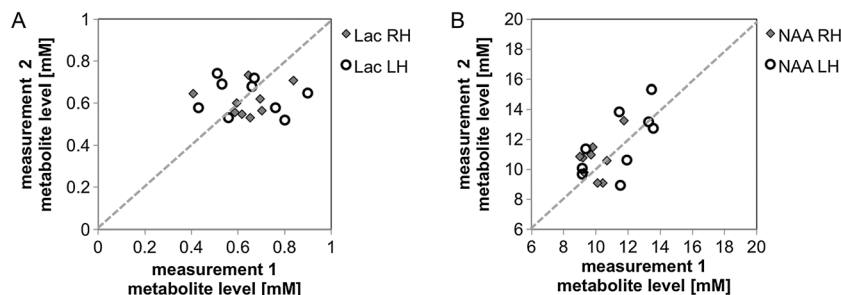 A
measurement 2
metabolite level [mM]
1
0.8
0.6
0.4
0.2
0
0 0.2 0.4 0.6 0.8 1
measurement 1
metabolite level [mM]
Lac RH
Lac LH
B
measurement 2
metabolite level [mM]
20
18
16
14
12
10
8
6
6 8 10 12 14 16 18 20
measurement 1
metabolite level [mM]
NAA RH
NAA LH